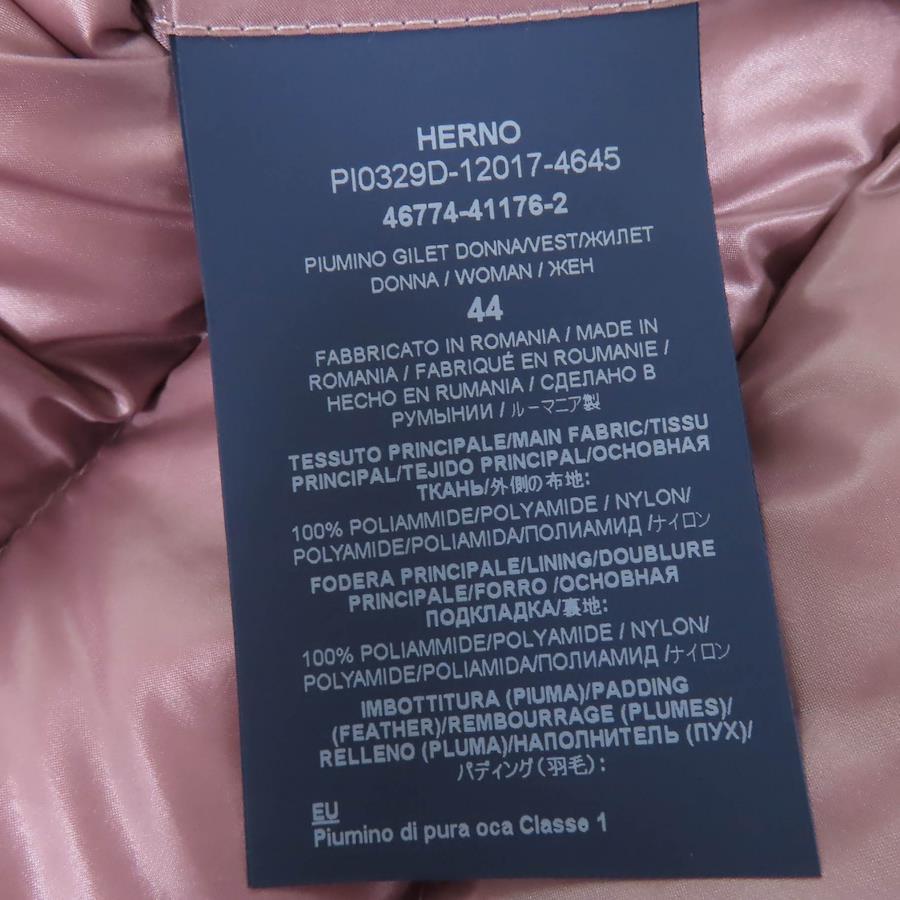 HERNO
PI0329D-12017-4645
46774-41176-2
PIUMINO GILET DONNA/VEST/ЖИЛЕТ
DONNA / WOMAN / ЖЕН
44
FABBRICATO IN ROMANIA / MADE IN
ROMANIA / FABRIQUÉ EN ROUMANIE /
HECHO EN RUMANIA / СДЕЛАНО В
РУМЫНИИ / ルーマニア製
TESSUTO PRINCIPALE/MAIN FABRIC/TISSU
PRINCIPAL/TEJIDO PRINCIPAL/ОСНОВНАЯ
ТКАНЬ/外側の布地:
100% POLIAMMIDE/POLYAMIDE / NYLON/
POLYAMIDE/POLIAMIDA/ПОЛИАМИД /ナイロン
FODERA PRINCIPALE/LINING/DOUBLURE
PRINCIPALE/FORRO /ОСНОВНАЯ
ПОДКЛАДКА/裏地:
100% POLIAMMIDE/POLYAMIDE / NYLON/
POLYAMIDE/POLIAMIDA/ПОЛИАМИД /ナイロン
IMBOTTITURA (PIUMA)/PADDING
(FEATHER)/REMBOURRAGE (PLUMES)/
RELLENO (PLUMA)/НАПОЛНИТЕЛЬ (ПУХ)/
パディング(羽毛):
EU
Piumino di pura oca Classe 1